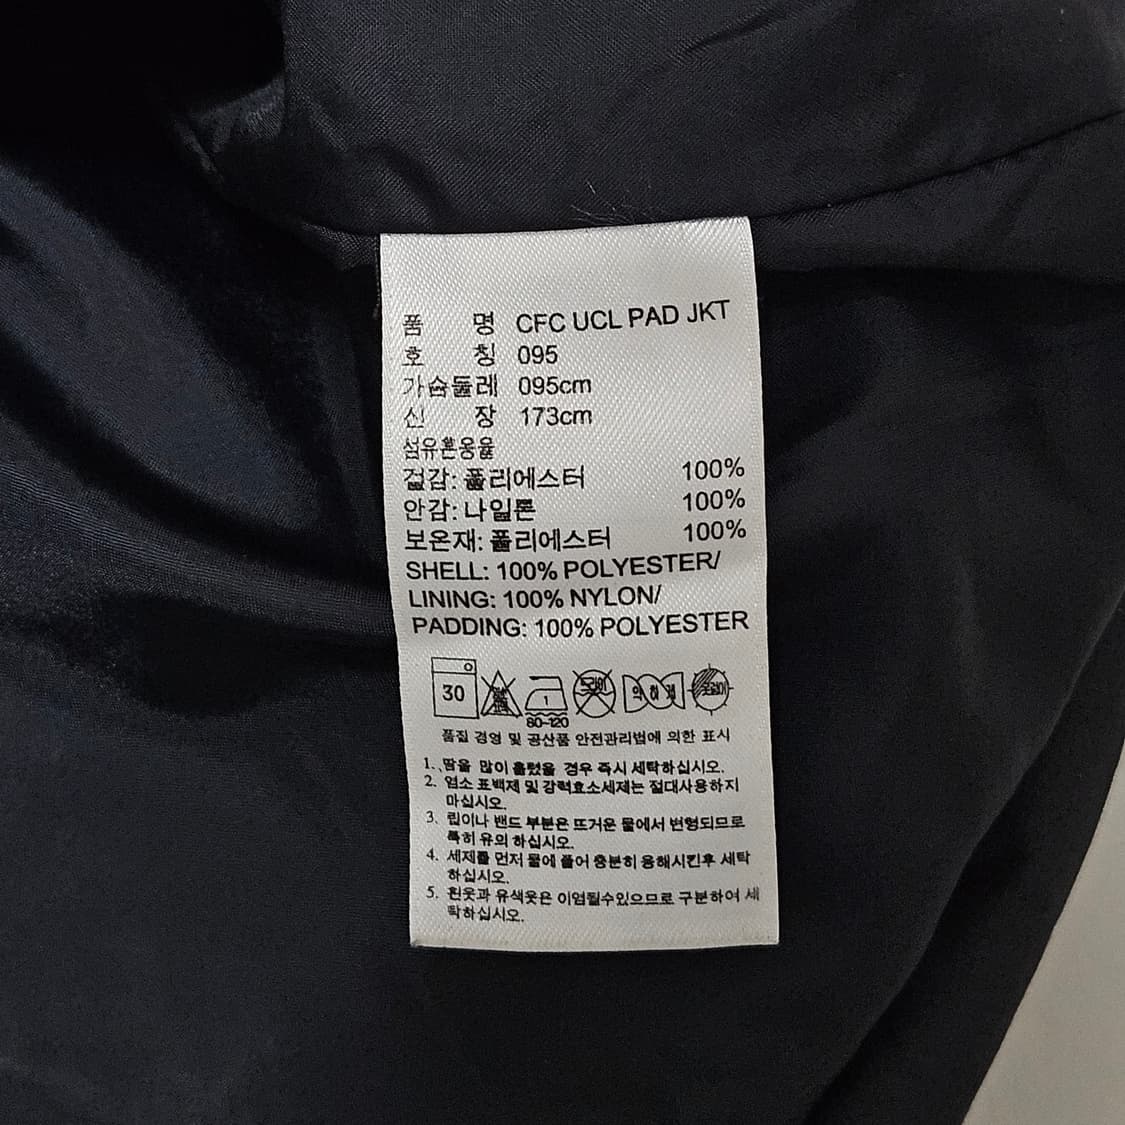 품 명 CFC UCL PAD JKT
호 칭 095
가슴둘레 095cm
신 장 173cm
섬유혼용율
겉감: 폴리에스터 100%
안감: 나일론 100%
보온재: 폴리에스터 100%
SHELL: 100% POLYESTER/
LINING: 100% NYLON/
PADDING: 100% POLYESTER
30
1
80-120
드라이
약하게
옷걸이
품질 경영 및 공산품 안전관리법에 의한 표시
1. 땀을 많이 흘렸을 경우 즉시 세탁하십시오.
2. 염소 표백제 및 강력효소세제는 절대사용하지
마십시오.
3. 립이나 밴드 부분은 뜨거운 물에서 변형되므로
특히 유의 하십시오.
4. 세제를 먼저 물에 풀어 충분히 용해시킨후 세탁
하십시오.
5. 흰옷과 유색옷은 이염될수있으므로 구분하여 세
탁하십시오.